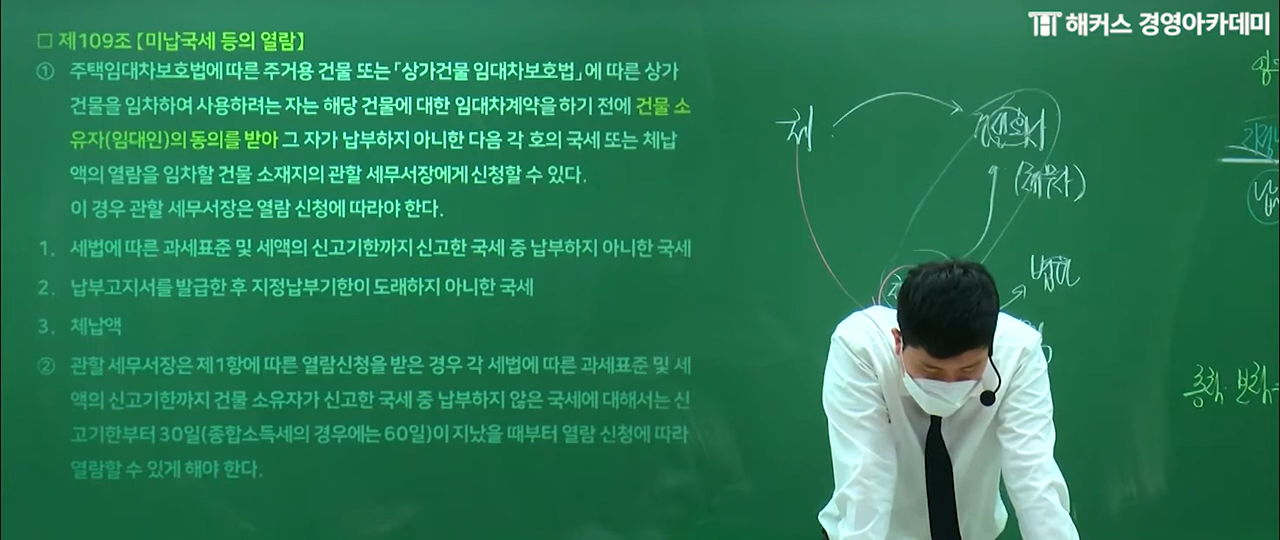 해커스 경영아카데미
□ 제109조 【미납국세 등의 열람】
① 주택임대차보호법에 따른 주거용 건물 또는 「상가건물 임대차보호법」에 따른 상가
건물을 임차하여 사용하려는 자는 해당 건물에 대한 임대차계약을 하기 전에 건물 소
유자(임대인)의 동의를 받아 그 자가 납부하지 아니한 다음 각 호의 국세 또는 체납
액의 열람을 임차할 건물 소재지의 관할 세무서장에게 신청할 수 있다.
이 경우 관할 세무서장은 열람 신청에 따라야 한다.
1. 세법에 따른 과세표준 및 세액의 신고기한까지 신고한 국세 중 납부하지 아니한 국세
2. 납부고지서를 발급한 후 지정납부기한이 도래하지 아니한 국세
3. 체납액
② 관할 세무서장은 제1항에 따른 열람신청을 받은 경우 각 세법에 따른 과세표준 및 세
액의 신고기한까지 건물 소유자가 신고한 국세 중 납부하지 않은 국세에 대해서는 신
고기한부터 30일(종합소득세의 경우에는 60일)이 지났을 때부터 열람 신청에 따라
열람할 수 있게 해야 한다.
체
(채무자)
법인